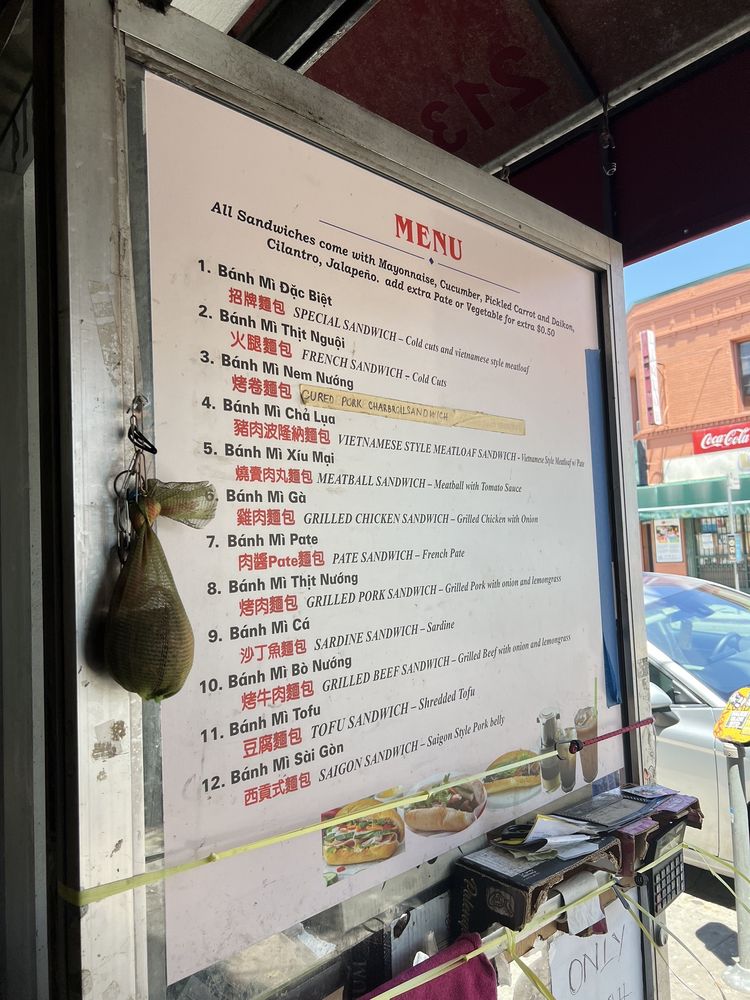 213
MENU
All Sandwiches come with Mayonnaise, Cucumber, Pickled Carrot and Daikon,
Cilantro, Jalapeño. add extra Pate or Vegetable for extra $0.50
1. Bánh Mì Đặc Biệt
招牌麵包 SPECIAL SANDWICH – Cold cuts and vietnamese style meatloaf
2. Bánh Mì Thịt Nguội
火腿麵包 FRENCH SANDWICH – Cold Cuts
3. Bánh Mì Nem Nướng
烤卷麵包 CURED PORK CHARBROIL SANDWICH
4. Bánh Mì Chả Lụa
豬肉波隆納麵包 VIETNAMESE STYLE MEATLOAF SANDWICH - Vietnamese Style Meatloaf w/ Pate
5. Bánh Mì Xíu Mại
燒賣肉丸麵包 MEATBALL SANDWICH – Meatball with Tomato Sauce
6. Bánh Mì Gà
雞肉麵包 GRILLED CHICKEN SANDWICH – Grilled Chicken with Onion
7. Bánh Mì Pate
肉醬Pate麵包 PATE SANDWICH – French Pate
8. Bánh Mì Thịt Nướng
烤肉麵包 GRILLED PORK SANDWICH – Grilled Pork with onion and lemongrass
9. Bánh Mì Cá
沙丁魚麵包 SARDINE SANDWICH – Sardine
10. Bánh Mì Bò Nướng
烤牛肉麵包 GRILLED BEEF SANDWICH – Grilled Beef with onion and lemongrass
11. Bánh Mì Tofu
豆腐麵包 TOFU SANDWICH – Shredded Tofu
12. Bánh Mì Sài Gòn
西貢式麵包 SAIGON SANDWICH – Saigon Style Pork belly
Coca-Cola
ONLY